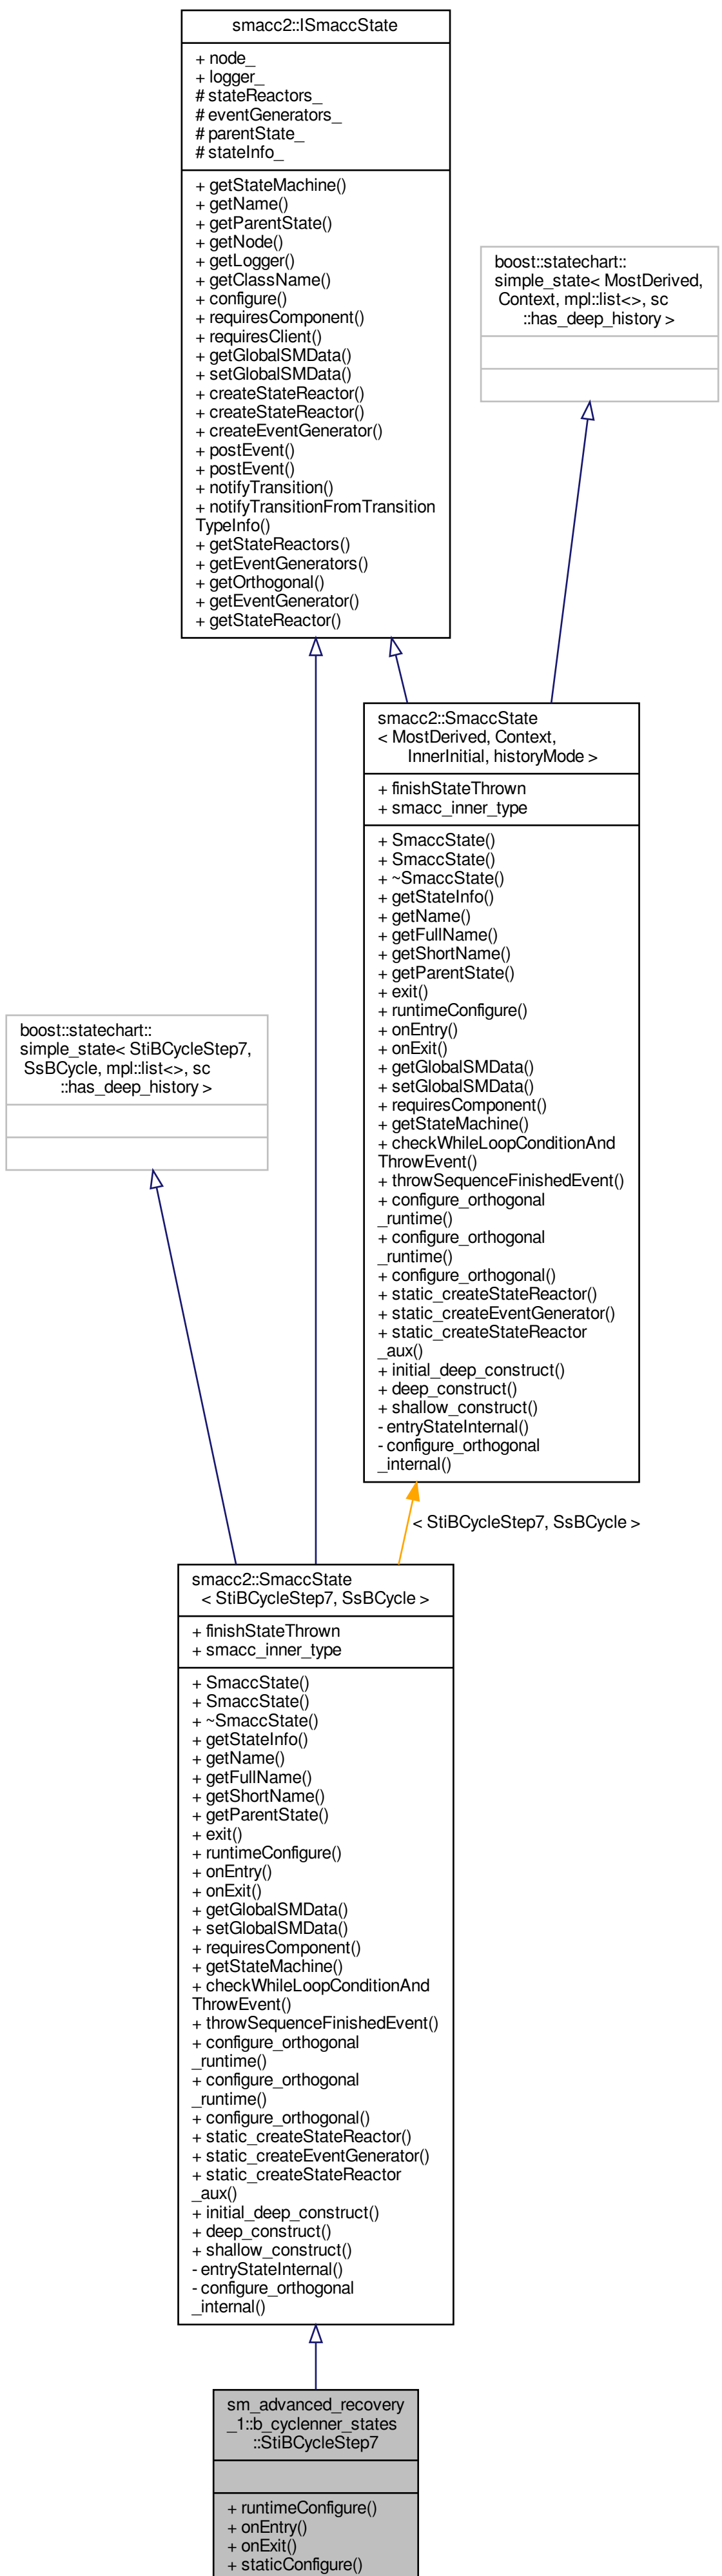 smacc2::ISmaccState
+ node_
+ logger_
# stateReactors_
# eventGenerators_
# parentState_
# stateInfo_
+ getStateMachine()
+ getName()
+ getParentState()
+ getNode()
+ getLogger()
+ getClassName()
+ configure()
+ requiresComponent()
+ requiresClient()
+ getGlobalSMData()
+ setGlobalSMData()
+ createStateReactor()
+ createStateReactor()
+ createEventGenerator()
+ postEvent()
+ postEvent()
+ notifyTransition()
+ notifyTransitionFromTransition
TypeInfo()
+ getStateReactors()
+ getEventGenerators()
+ getOrthogonal()
+ getEventGenerator()
+ getStateReactor()
boost::statechart::
simple_state< MostDerived,
Context, mpl::list<>, sc
::has_deep_history >
smacc2::SmaccState
< MostDerived, Context,
InnerInitial, historyMode >
+ finishStateThrown
+ smacc_inner_type
+ SmaccState()
+ SmaccState()
+ ~SmaccState()
+ getStateInfo()
+ getName()
+ getFullName()
+ getShortName()
+ getParentState()
+ exit()
+ runtimeConfigure()
+ onEntry()
+ onExit()
+ getGlobalSMData()
+ setGlobalSMData()
+ requiresComponent()
+ getStateMachine()
+ checkWhileLoopConditionAnd
ThrowEvent()
+ throwSequenceFinishedEvent()
+ configure_orthogonal
_runtime()
+ configure_orthogonal
_runtime()
+ configure_orthogonal()
+ static_createStateReactor()
+ static_createEventGenerator()
+ static_createStateReactor
_aux()
+ initial_deep_construct()
+ deep_construct()
+ shallow_construct()
- entryStateInternal()
- configure_orthogonal
_internal()
boost::statechart::
simple_state< StiBCycleStep7,
SsBCycle, mpl::list<>, sc
::has_deep_history >
< StiBCycleStep7, SsBCycle >
smacc2::SmaccState
< StiBCycleStep7, SsBCycle >
+ finishStateThrown
+ smacc_inner_type
+ SmaccState()
+ SmaccState()
+ ~SmaccState()
+ getStateInfo()
+ getName()
+ getFullName()
+ getShortName()
+ getParentState()
+ exit()
+ runtimeConfigure()
+ onEntry()
+ onExit()
+ getGlobalSMData()
+ setGlobalSMData()
+ requiresComponent()
+ getStateMachine()
+ checkWhileLoopConditionAnd
ThrowEvent()
+ throwSequenceFinishedEvent()
+ configure_orthogonal
_runtime()
+ configure_orthogonal
_runtime()
+ configure_orthogonal()
+ static_createStateReactor()
+ static_createEventGenerator()
+ static_createStateReactor
_aux()
+ initial_deep_construct()
+ deep_construct()
+ shallow_construct()
- entryStateInternal()
- configure_orthogonal
_internal()
sm_advanced_recovery
_1::b_cyclenner_states
::StiBCycleStep7
+ runtimeConfigure()
+ onEntry()
+ onExit()
+ staticConfigure()